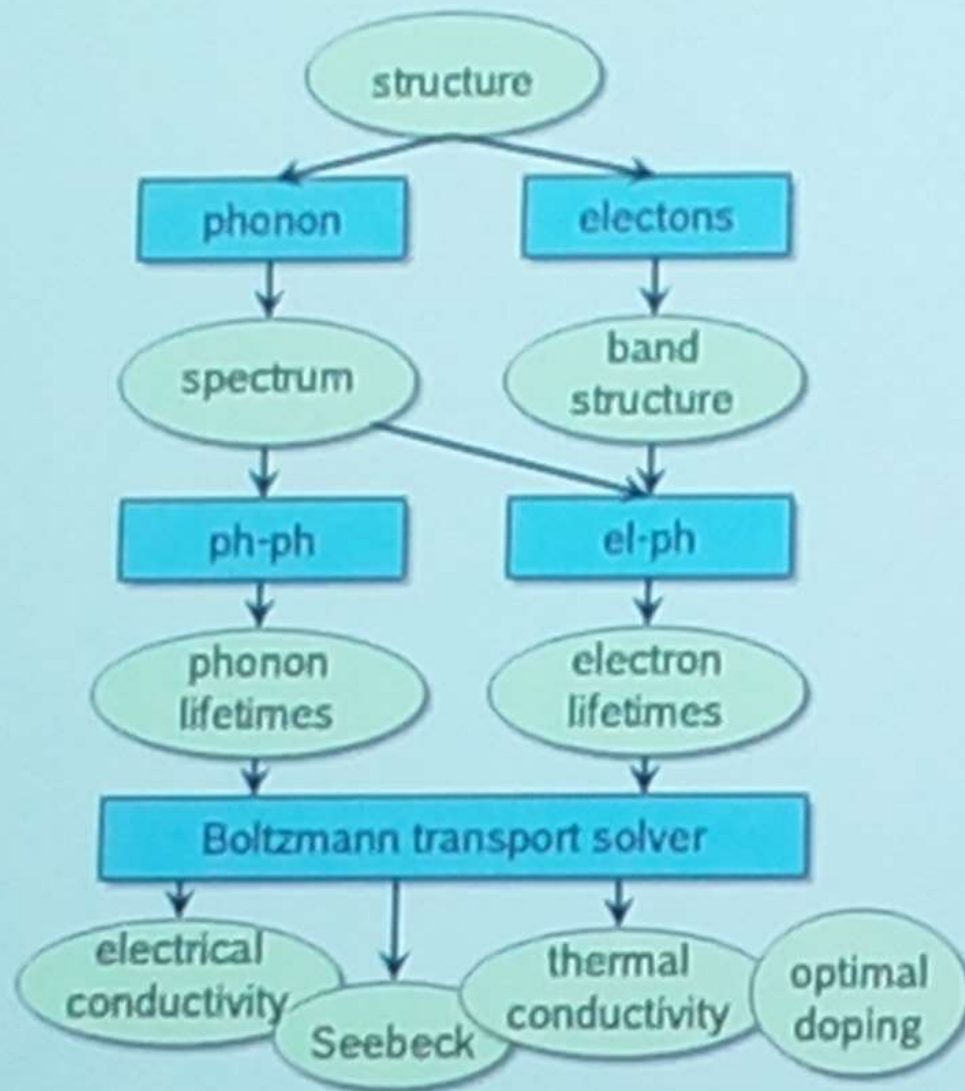 structure
phonon
electons
spectrum
band
structure
ph-ph
el-ph
phonon
lifetimes
electron
lifetimes
Boltzmann transport solver
electrical
conductivity
Seebeck
thermal
conductivity
optimal
doping